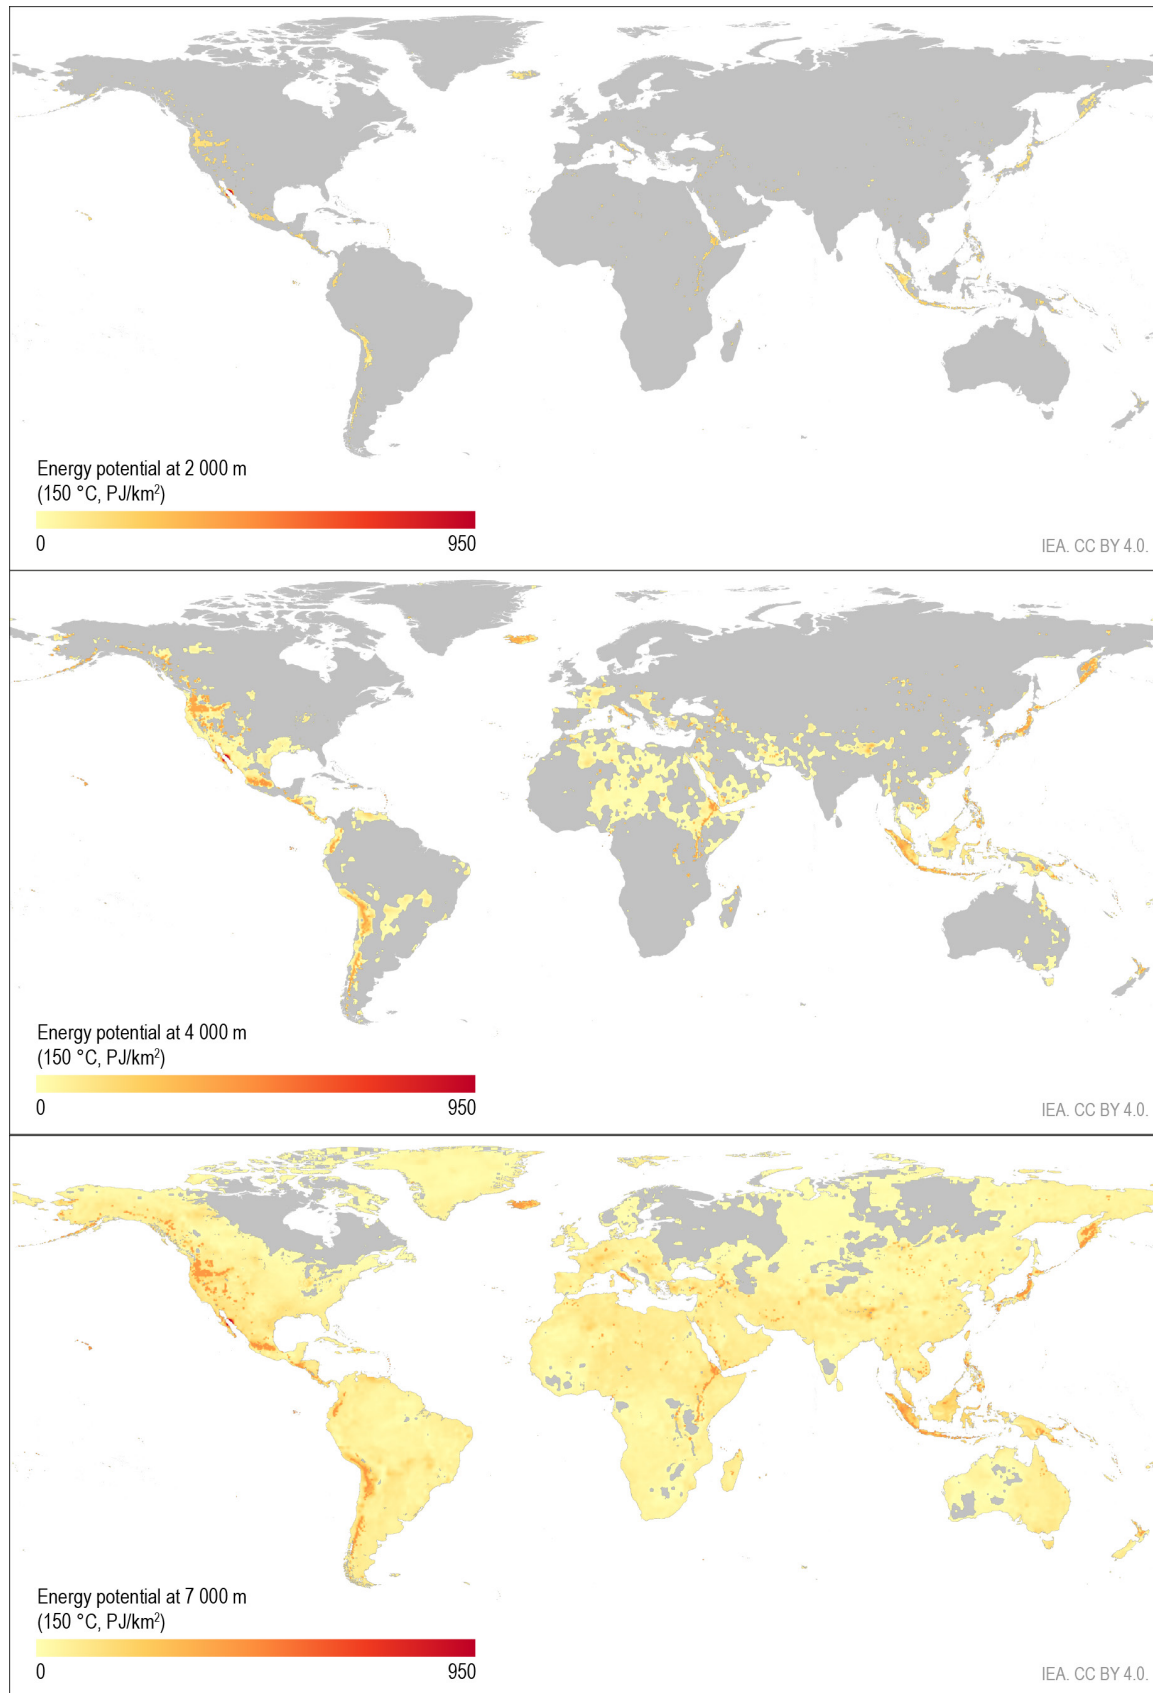 Energy potential at 2 000 m
(150 °C, PJ/km²)
0 950
IEA. CC BY 4.0.
Energy potential at 4 000 m
(150 °C, PJ/km²)
0 950
IEA. CC BY 4.0.
Energy potential at 7 000 m
(150 °C, PJ/km²)
0 950
IEA. CC BY 4.0.